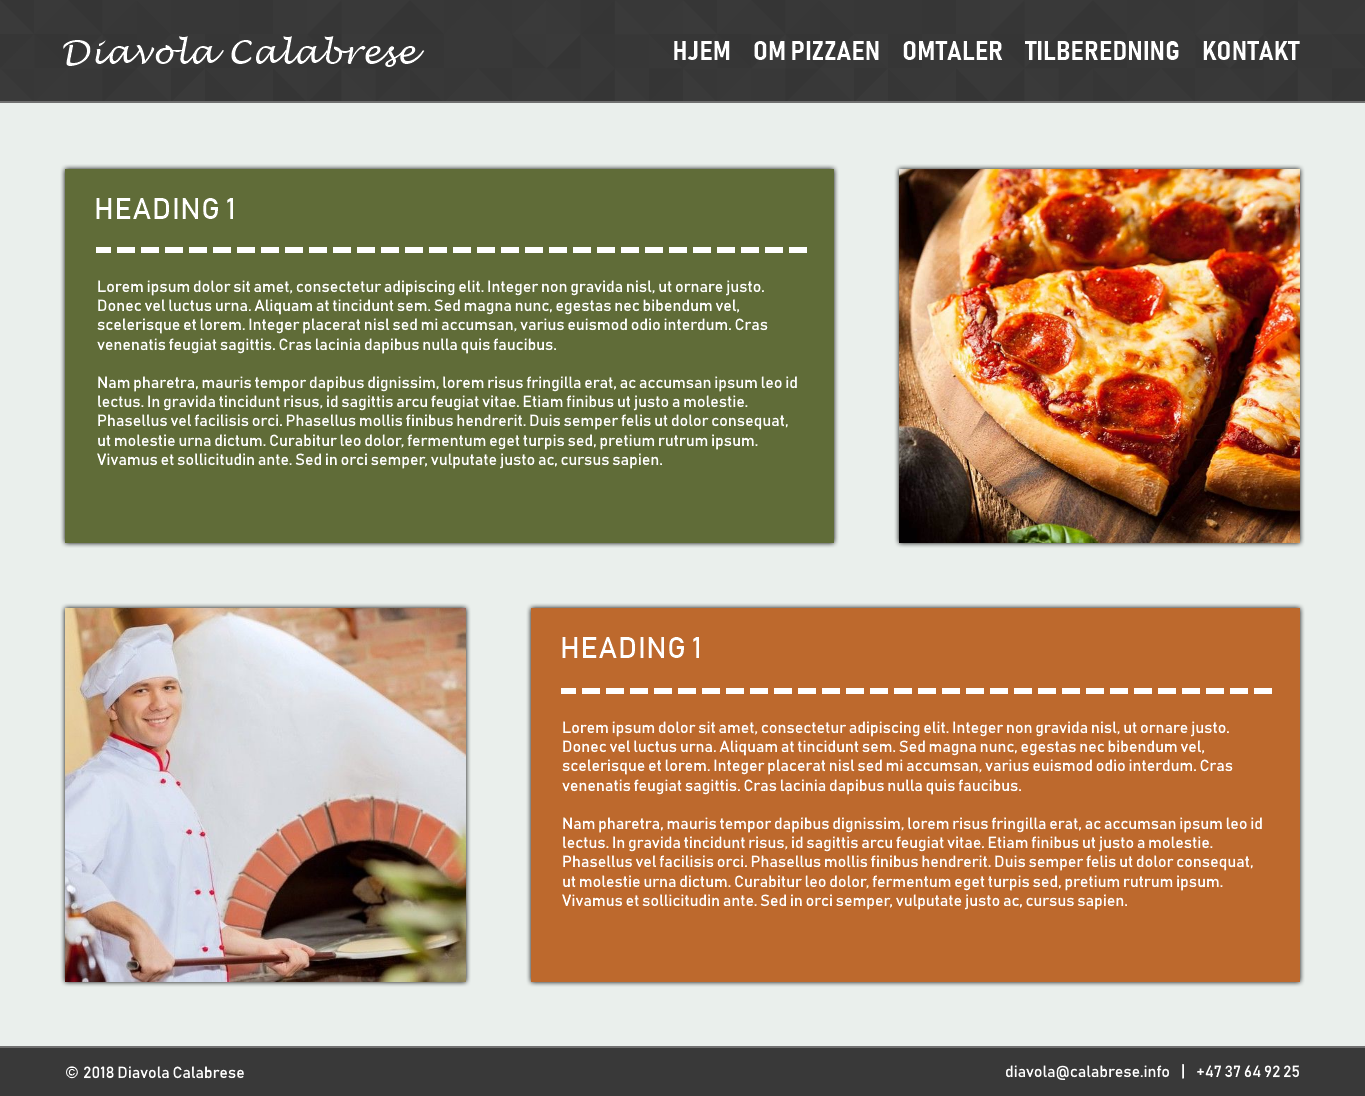 Diavola Calabrese
HJEM OM PIZZAEN OMTALER TILBEREDNING KONTAKT
HEADING 1
Lorem ipsum dolor sit amet, consectetur adipiscing elit. Integer non gravida nisl, ut ornare justo.
Donec vel luctus urna. Aliquam at tincidunt sem. Sed magna nunc, egestas nec bibendum vel,
scelerisque et lorem. Integer placerat nisl sed mi accumsan, varius euismod odio interdum. Cras
venenatis feugiat sagittis. Cras lacinia dapibus nulla quis faucibus.
Nam pharetra, mauris tempor dapibus dignissim, lorem risus fringilla erat, ac accumsan ipsum leo id
lectus. In gravida tincidunt risus, id sagittis arcu feugiat vitae. Etiam finibus ut justo a molestie.
Phasellus vel facilisis orci. Phasellus mollis finibus hendrerit. Duis semper felis ut dolor consequat,
ut molestie urna dictum. Curabitur leo dolor, fermentum eget turpis sed, pretium rutrum ipsum.
Vivamus et sollicitudin ante. Sed in orci semper, vulputate justo ac, cursus sapien.
HEADING 1
Lorem ipsum dolor sit amet, consectetur adipiscing elit. Integer non gravida nisl, ut ornare justo.
Donec vel luctus urna. Aliquam at tincidunt sem. Sed magna nunc, egestas nec bibendum vel,
scelerisque et lorem. Integer placerat nisl sed mi accumsan, varius euismod odio interdum. Cras
venenatis feugiat sagittis. Cras lacinia dapibus nulla quis faucibus.
Nam pharetra, mauris tempor dapibus dignissim, lorem risus fringilla erat, ac accumsan ipsum leo id
lectus. In gravida tincidunt risus, id sagittis arcu feugiat vitae. Etiam finibus ut justo a molestie.
Phasellus vel facilisis orci. Phasellus mollis finibus hendrerit. Duis semper felis ut dolor consequat,
ut molestie urna dictum. Curabitur leo dolor, fermentum eget turpis sed, pretium rutrum ipsum.
Vivamus et sollicitudin ante. Sed in orci semper, vulputate justo ac, cursus sapien.
© 2018 Diavola Calabrese
diavola@calabrese.info | +47 37 64 92 25